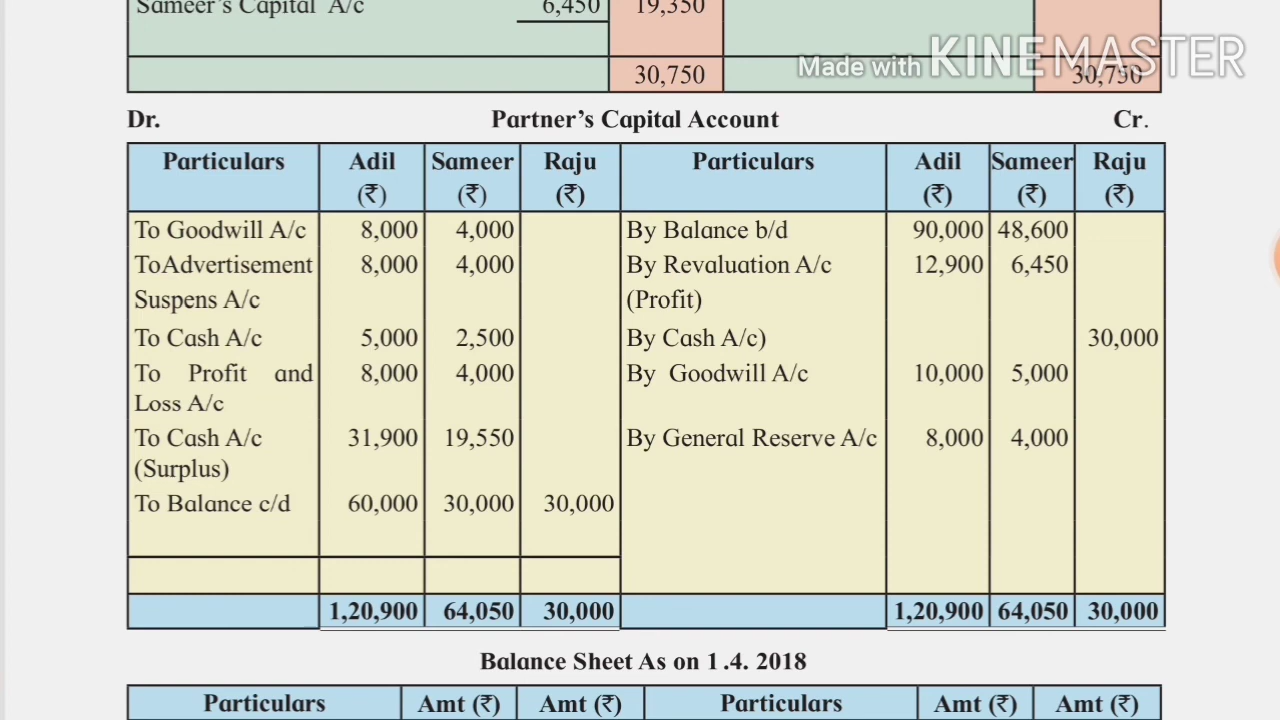 Sameer's Capital A/c 6,450 19,350
Made with KINEMASTER
30,750 30,750
Dr. Partner's Capital Account Cr.
Particulars Adil Sameer Raju Particulars Adil Sameer Raju
(₹) (₹) (₹) (₹) (₹) (₹)
To Goodwill A/c 8,000 4,000 By Balance b/d 90,000 48,600
ToAdvertisement 8,000 4,000 By Revaluation A/c 12,900 6,450
Suspens A/c (Profit)
To Cash A/c 5,000 2,500 By Cash A/c) 30,000
To Profit and 8,000 4,000 By Goodwill A/c 10,000 5,000
Loss A/c
To Cash A/c 31,900 19,550 By General Reserve A/c 8,000 4,000
(Surplus)
To Balance c/d 60,000 30,000 30,000
1,20,900 64,050 30,000 1,20,900 64,050 30,000
Balance Sheet As on 1.4. 2018
Particulars Amt (₹) Amt (₹) Particulars Amt (₹) Amt (₹)